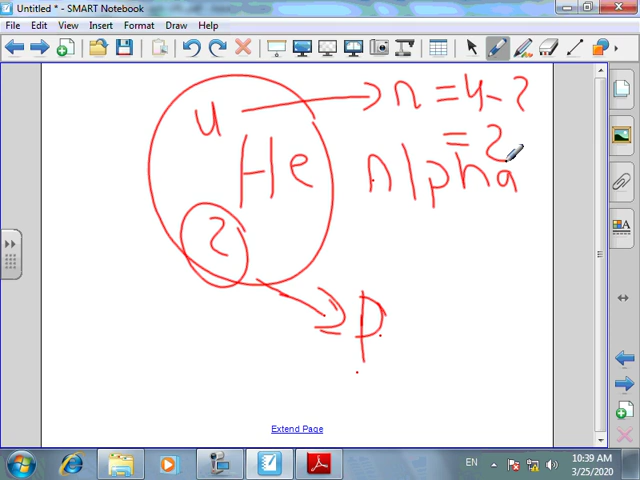 Untitled * - SMART Notebook
File Edit View Insert Format Draw Help
4 → n = 4-2
= 2
He alpha
2
p
Extend Page
EN
10:39 AM
3/25/2020